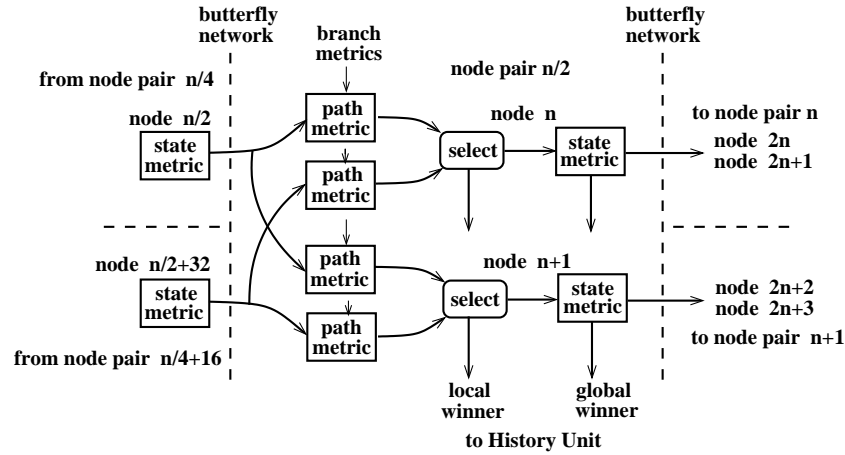 butterfly
network
branch
metrics
butterfly
network
from node pair n/4
node pair n/2
node n/2
state
metric
path
metric
path
metric
select
node n
state
metric
to node pair n
node 2n
node 2n+1
node n/2+32
state
metric
path
metric
path
metric
select
node n+1
state
metric
node 2n+2
node 2n+3
to node pair n+1
from node pair n/4+16
local
winner
global
winner
to History Unit